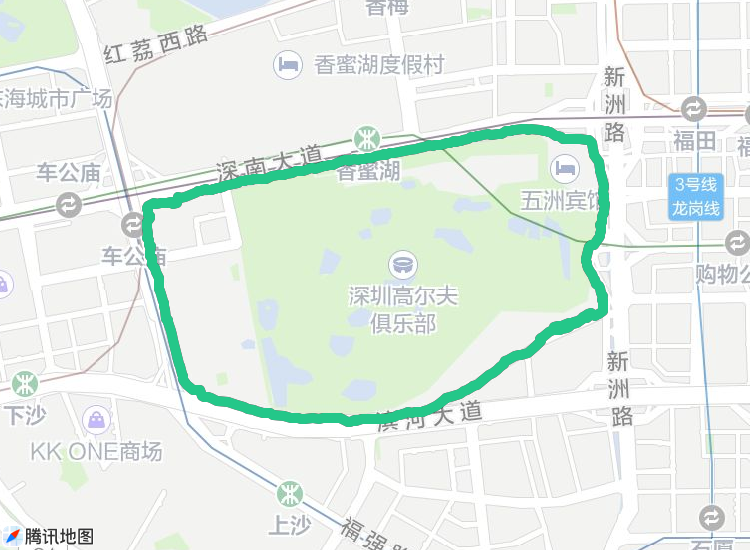 香梅
红荔西路
香蜜湖度假村
新洲路
东海城市广场
福田
深南大道
车公庙
香蜜湖
3号线
龙岗线
五洲宾馆
车公庙
购物公
深圳高尔夫
俱乐部
新洲路
下沙
滨河大道
KK ONE商场
上沙
福强路
石厦
腾讯地图